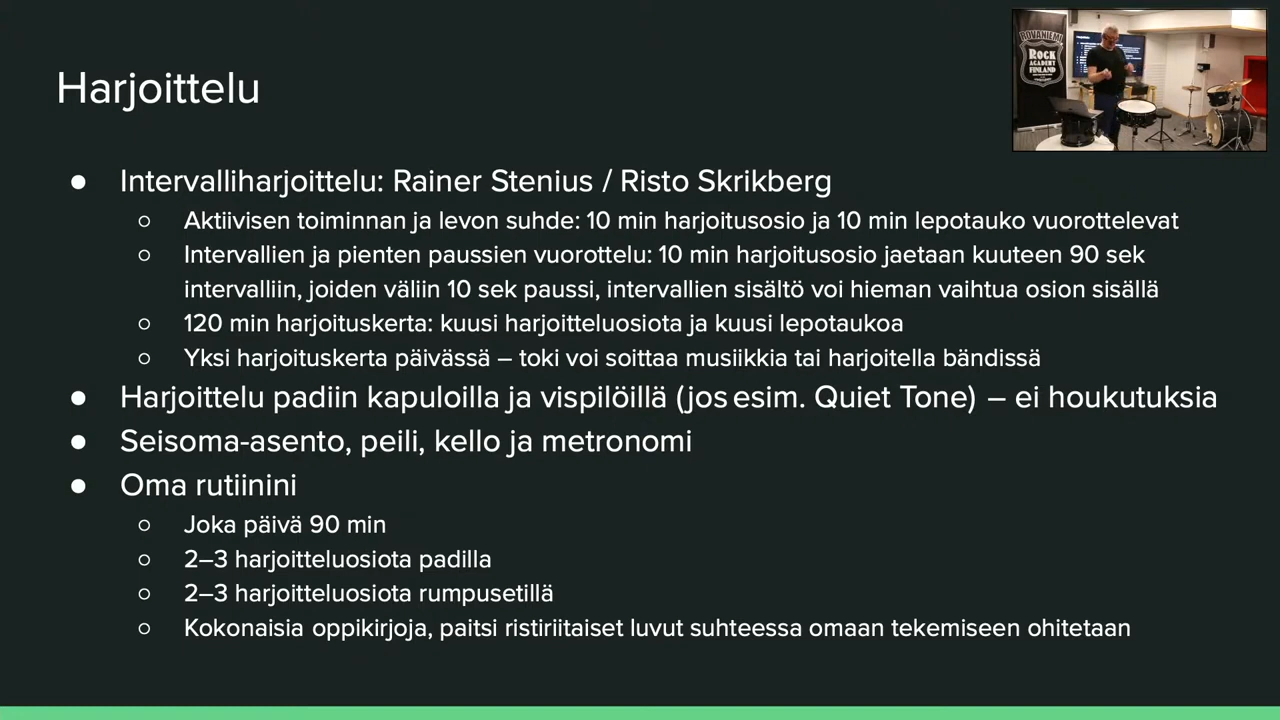 Harjoittelu
ROVANIEMI
ROCK
ACADEMY
FINLAND
● Intervalliharjoittelu: Rainer Stenius / Risto Skrikberg
○ Aktiivisen toiminnan ja levon suhde: 10 min harjoitusosio ja 10 min lepotauko vuorottelevat
○ Intervallien ja pienten paussien vuorottelu: 10 min harjoitusosio jaetaan kuuteen 90 sek
intervalliin, joiden väliin 10 sek paussi, intervallien sisältö voi hieman vaihtua osion sisällä
○ 120 min harjoituskerta: kuusi harjoitteluosiota ja kuusi lepotaukoa
○ Yksi harjoituskerta päivässä – toki voi soittaa musiikkia tai harjoitella bändissä
● Harjoittelu padiin kapuloilla ja vispilöillä (jos esim. Quiet Tone) – ei houkutuksia
● Seisoma-asento, peili, kello ja metronomi
● Oma rutiinini
○ Joka päivä 90 min
○ 2–3 harjoitteluosiota padilla
○ 2–3 harjoitteluosiota rumpusetillä
○ Kokonaisia oppikirjoja, paitsi ristiriitaiset luvut suhteessa omaan tekemiseen ohitetaan